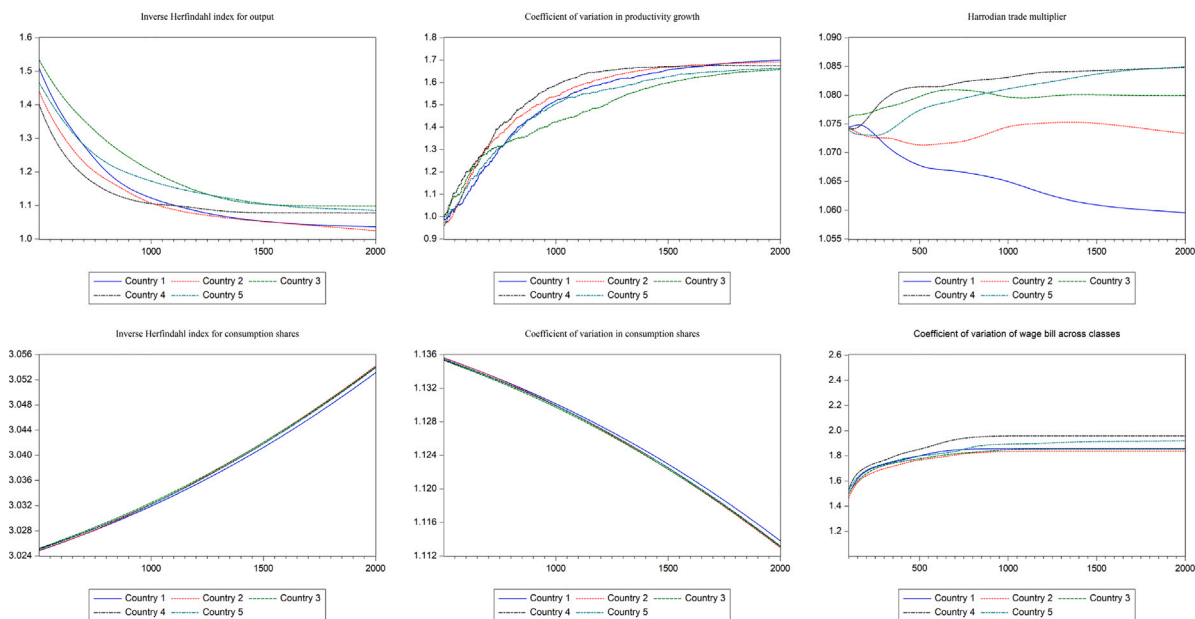 Inverse Herfindahl index for output
1.6
1.5
1.4
1.3
1.2
1.1
1.0
1000
1500
2000
Country 1
Country 2
Country 3
Country 4
Country 5
Coefficient of variation in productivity growth
1.8
1.7
1.6
1.5
1.4
1.3
1.2
1.1
1.0
0.9
1000
1500
2000
Country 1
Country 2
Country 3
Country 4
Country 5
Harrodian trade multiplier
1.090
1.085
1.080
1.075
1.070
1.065
1.060
1.055
500
1000
1500
2000
Country 1
Country 2
Country 3
Country 4
Country 5
Inverse Herfindahl index for consumption shares
3.056
3.052
3.048
3.044
3.040
3.036
3.032
3.028
3.024
1000
1500
2000
Country 1
Country 2
Country 3
Country 4
Country 5
Coefficient of variation in consumption shares
1.136
1.132
1.128
1.124
1.120
1.116
1.112
1000
1500
2000
Country 1
Country 2
Country 3
Country 4
Country 5
Coefficient of variation of wage bill across classes
2.6
2.4
2.2
2.0
1.8
1.6
1.4
1.2
500
1000
1500
2000
Country 1
Country 2
Country 3
Country 4
Country 5